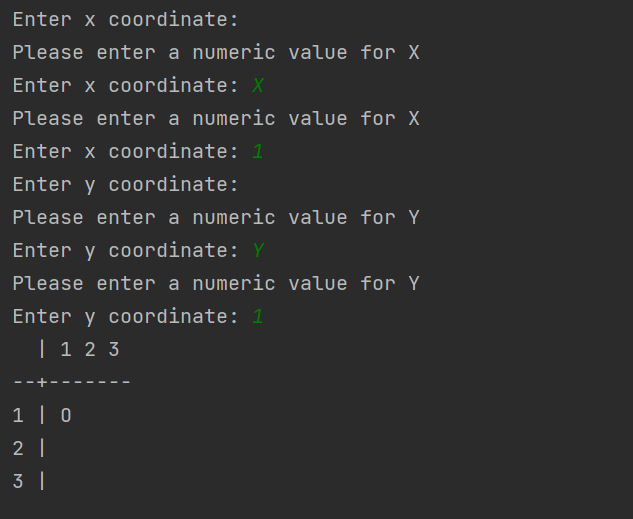 Enter x coordinate:
Please enter a numeric value for X
Enter x coordinate: X
Please enter a numeric value for X
Enter x coordinate: 1
Enter y coordinate:
Please enter a numeric value for Y
Enter y coordinate: Y
Please enter a numeric value for Y
Enter y coordinate: 1
  | 1 2 3
--+-------
1 | O
2 |
3 |